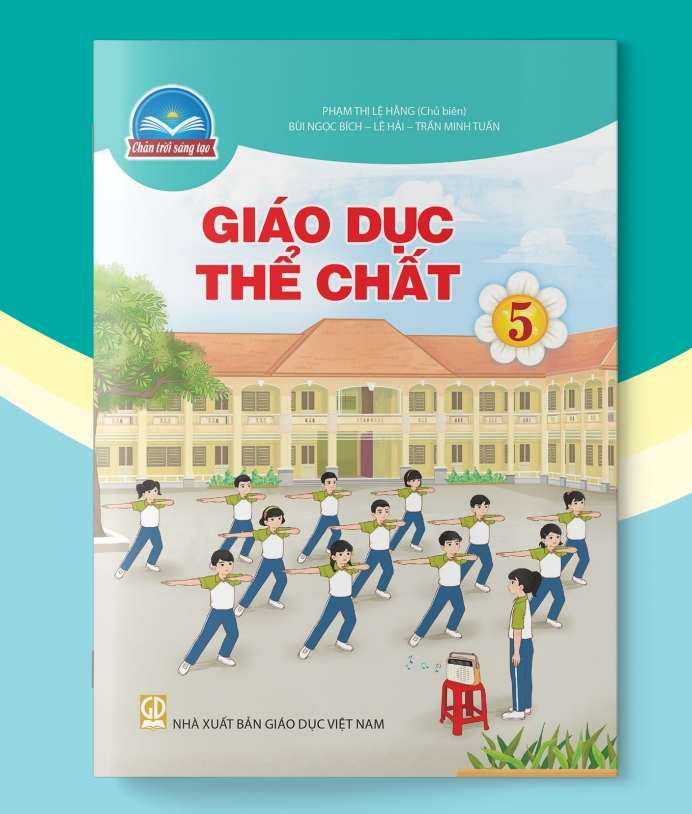 Chân trời sáng tạo
PHẠM THỊ LỆ HẰNG (Chủ biên)
BÙI NGỌC BÍCH – LÊ HẢI – TRẦN MINH TUẤN
GIÁO DỤC
THỂ CHẤT
5
GD
NHÀ XUẤT BẢN GIÁO DỤC VIỆT NAM